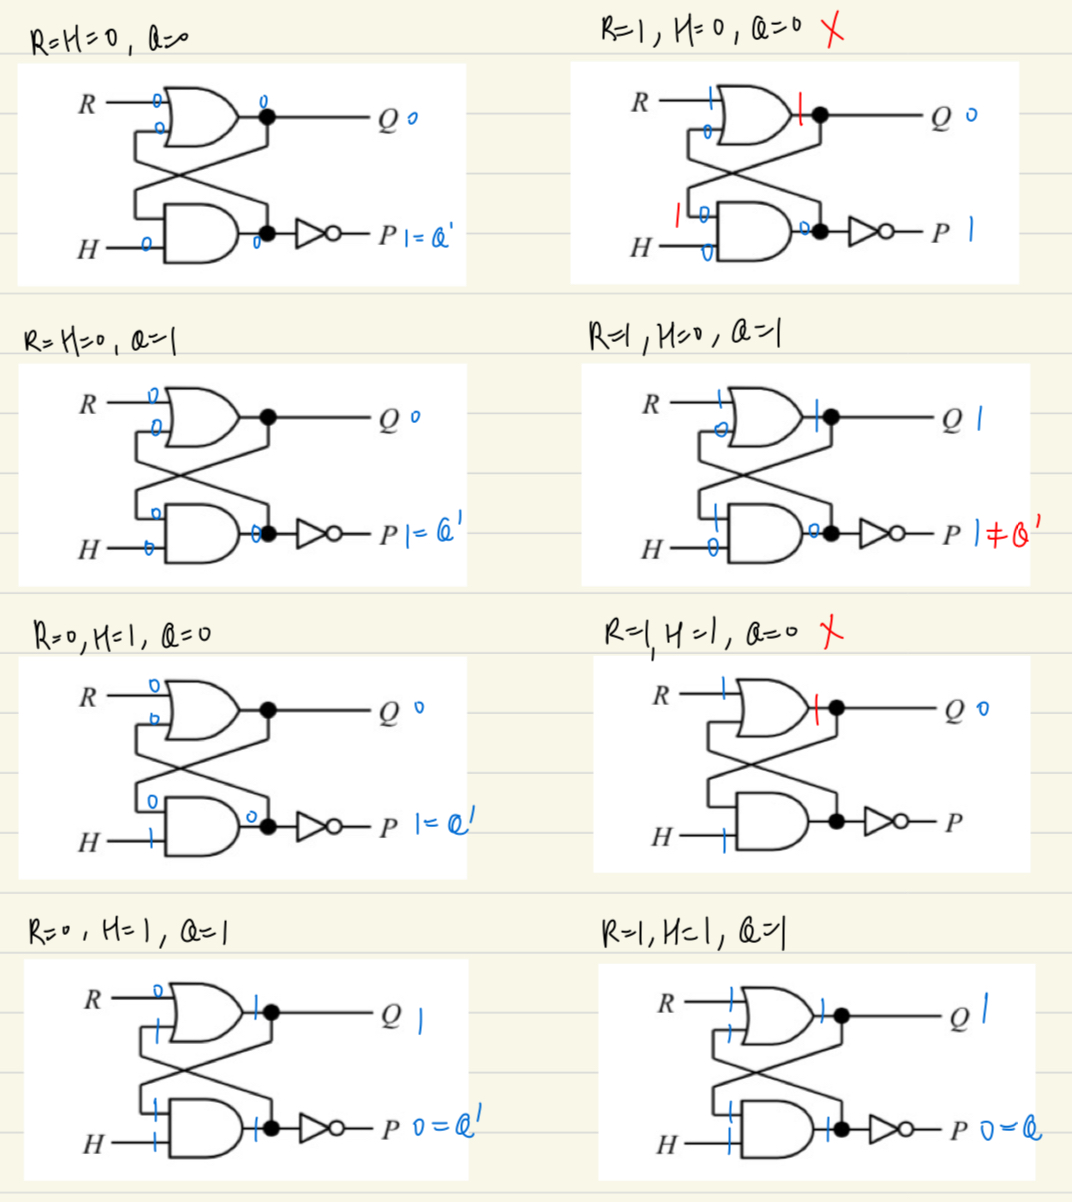 R=H=0, Q=0
R 0 0 Q 0
0
H 0 0 P 1=Q'
R=1, H=0, Q=0 X
R 1 1 Q 0
0
1 0
H 0 0 P 1
R=H=0, Q=1
R 0 Q 0
0
0
H 0 0 P 1=Q'
R=1, H=0, Q=1
R 1 1 Q 1
0
1
H 0 0 P 1≠Q'
R=0, H=1, Q=0
R 0 Q 0
0
0 0
H 1 P 1=Q'
R=1, H=1, Q=0 X
R 1 1 Q 0
H 1 P
R=0, H=1, Q=1
R 0 1 Q 1
1
1
H 1 1 P 0=Q'
R=1, H=1, Q=1
R 1 1 Q 1
1
1
H 1 1 P 0=Q